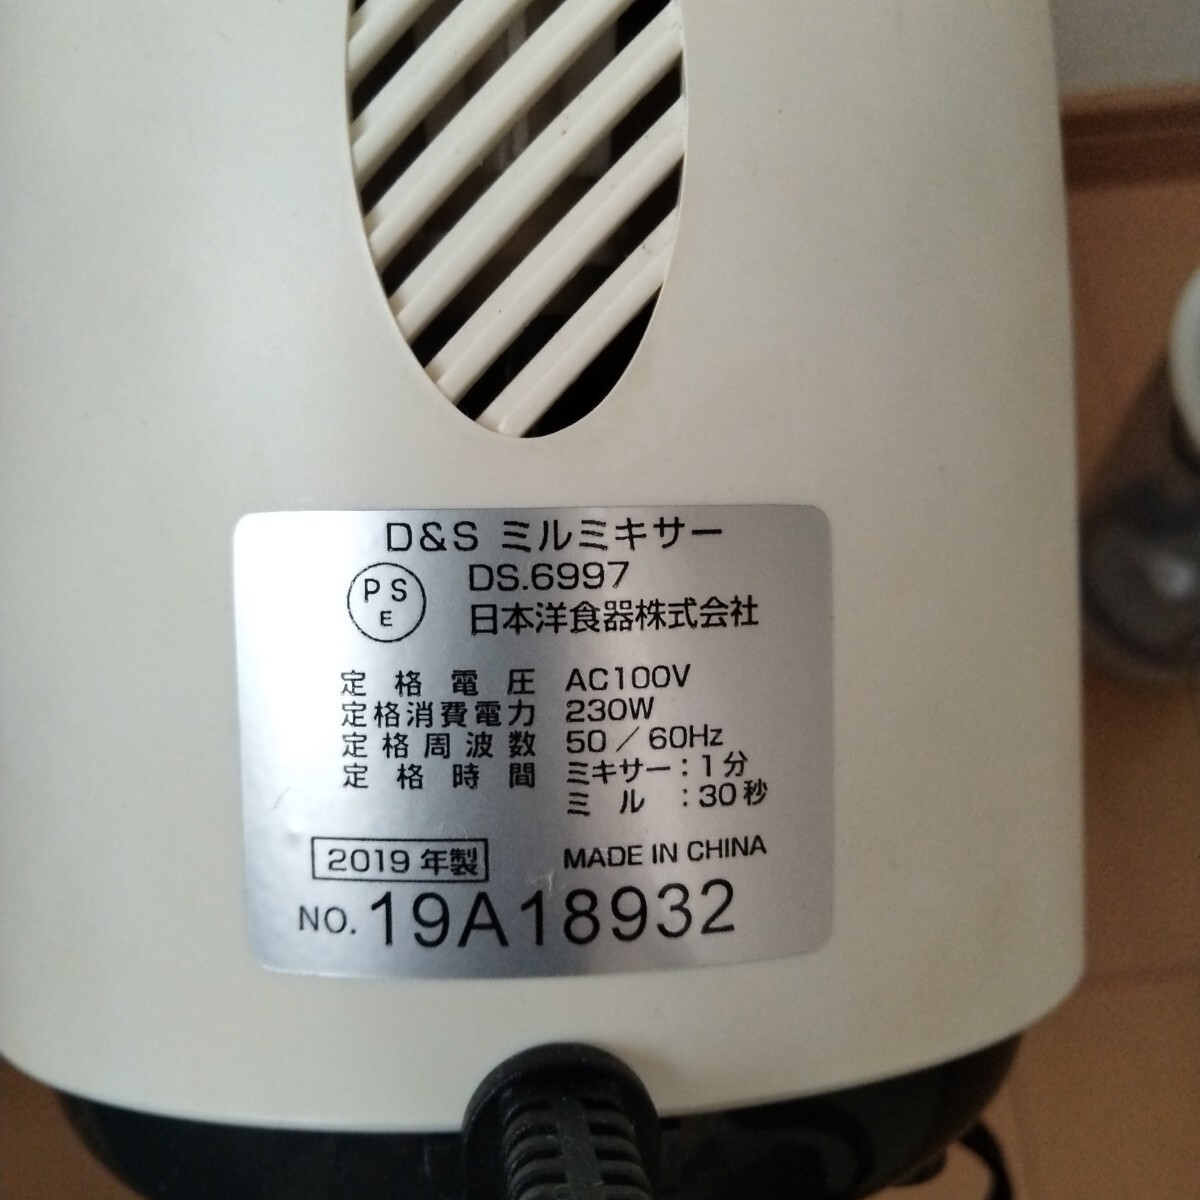 D&S ミルミキサー
PS
E
DS.6997
日本洋食器株式会社
定格電圧 AC100V
定格消費電力 230W
定格周波数 50／60Hz
定格時間 ミキサー：1分
ミル ：30秒
2019年製 MADE IN CHINA
NO. 19A18932